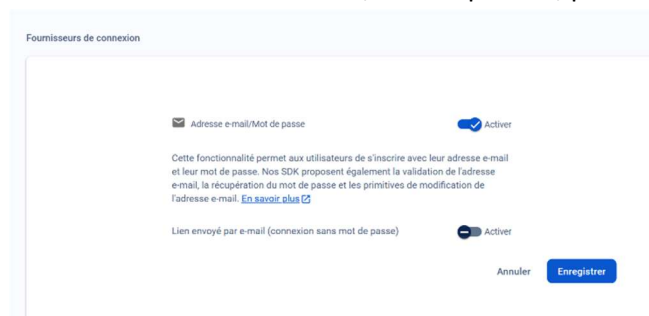 Fournisseurs de connexion
Adresse e-mail/Mot de passe
Activer
Cette fonctionnalité permet aux utilisateurs de s'inscrire avec leur adresse e-mail
et leur mot de passe. Nos SDK proposent également la validation de l'adresse
e-mail, la récupération du mot de passe et les primitives de modification de
l'adresse e-mail. En savoir plus
Lien envoyé par e-mail (connexion sans mot de passe)
Activer
Annuler
Enregistrer